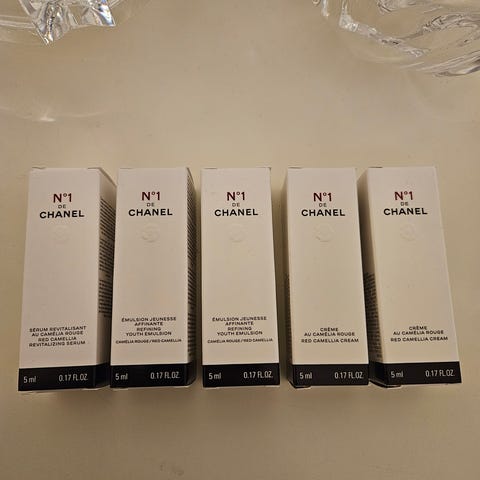 N°1
DE
CHANEL
SÉRUM REVITALISANT
AU CAMÉLIA ROUGE
RED CAMELLIA
REVITALIZING SERUM
5 ml 0.17 FL.OZ.
N°1
DE
CHANEL
ÉMULSION JEUNESSE
AFFINANTE
REFINING
YOUTH EMULSION
CAMÉLIA ROUGE/RED CAMELLIA
5 ml 0.17 FL.OZ.
N°1
DE
CHANEL
ÉMULSION JEUNESSE
AFFINANTE
REFINING
YOUTH EMULSION
CAMÉLIA ROUGE/RED CAMELLIA
5 ml 0.17 FL.OZ.
N°1
DE
CHANEL
CRÈME
AU CAMÉLIA ROUGE
RED CAMELLIA CREAM
5 ml 0.17 FL.OZ.
N°1
DE
CHANEL
CRÈME
AU CAMÉLIA ROUGE
RED CAMELLIA CREAM
5 ml 0.17 FL.OZ.